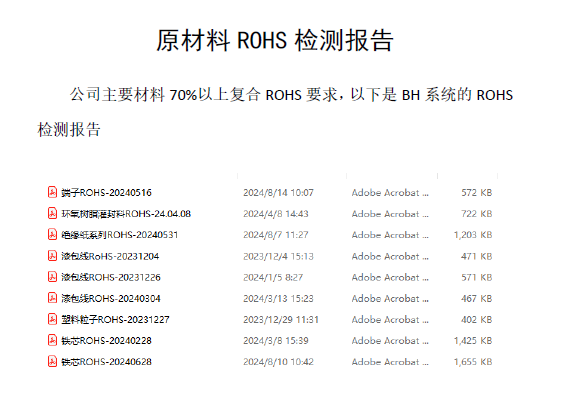 原材料 ROHS 检测报告
公司主要材料 70%以上复合 ROHS 要求，以下是 BH 系统的 ROHS
检测报告
端子ROHS-20240516 2024/8/14 10:07 Adobe Acrobat ... 572 KB
环氧树脂灌封料ROHS-24.04.08 2024/4/8 14:43 Adobe Acrobat ... 722 KB
绝缘纸系列ROHS-20240531 2024/8/7 11:27 Adobe Acrobat ... 1,203 KB
漆包线RoHS-20231204 2023/12/4 15:13 Adobe Acrobat ... 471 KB
漆包线ROHS-20231226 2024/1/5 8:27 Adobe Acrobat ... 571 KB
漆包线ROHS-20240304 2024/3/13 15:23 Adobe Acrobat ... 467 KB
塑料粒子ROHS-20231227 2023/12/29 11:31 Adobe Acrobat ... 402 KB
铁芯ROHS-20240228 2024/3/8 15:39 Adobe Acrobat ... 1,425 KB
铁芯ROHS-20240628 2024/8/10 10:42 Adobe Acrobat ... 1,655 KB